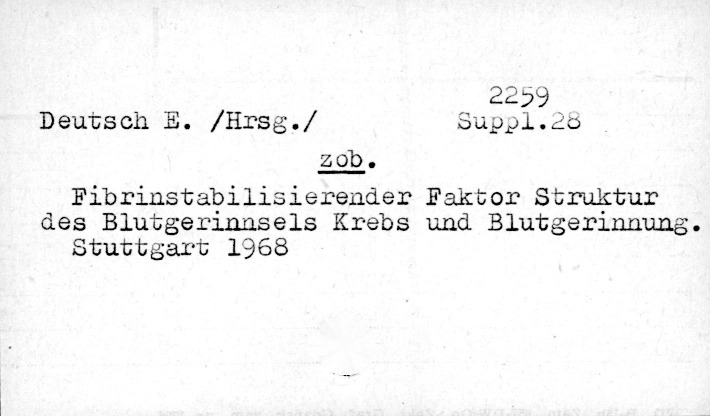 2259
Deutsch E. /Hrsg./ Suppl.28
zob.
Fibrinstabilisierender Faktor Struktur
des Blutgerinnsels Krebs und Blutgerinnung.
Stuttgart 1968